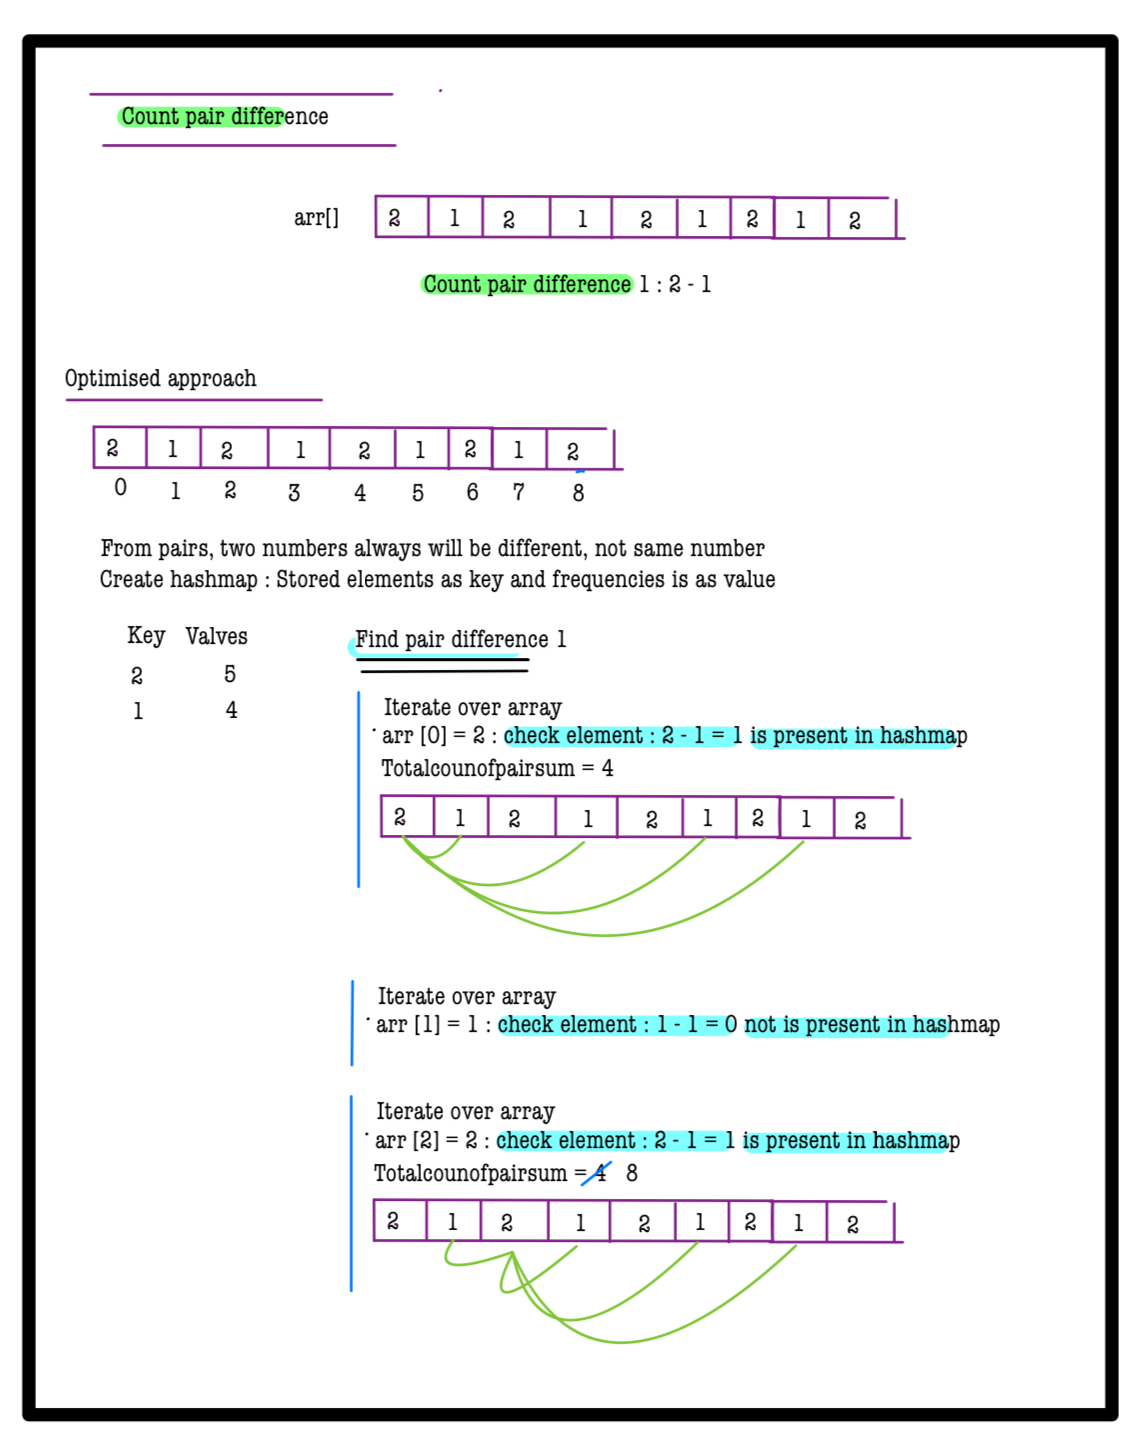 Count pair difference
arr[] 2 1 2 1 2 1 2 1 2
Count pair difference 1 : 2 - 1
Optimised approach
2 1 2 1 2 1 2 1 2
0 1 2 3 4 5 6 7 8
From pairs, two numbers always will be different, not same number
Create hashmap : Stored elements as key and frequencies is as value
Key Valves
2 5
1 4
Find pair difference 1
Iterate over array
arr [0] = 2 : check element : 2 - 1 = 1 is present in hashmap
Totalcounofpairsum = 4
2 1 2 1 2 1 2 1 2
Iterate over array
arr [1] = 1 : check element : 1 - 1 = 0 not is present in hashmap
Iterate over array
arr [2] = 2 : check element : 2 - 1 = 1 is present in hashmap
Totalcounofpairsum = 4 8
2 1 2 1 2 1 2 1 2